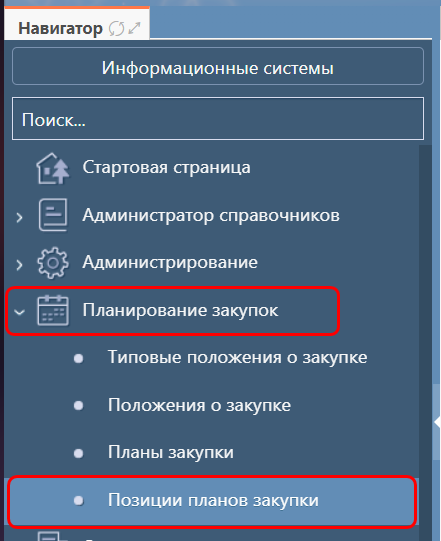 Навигатор
Информационные системы
Поиск...
Стартовая страница
Администратор справочников
Администрирование
Планирование закупок
Типовые положения о закупке
Положения о закупке
Планы закупки
Позиции планов закупки